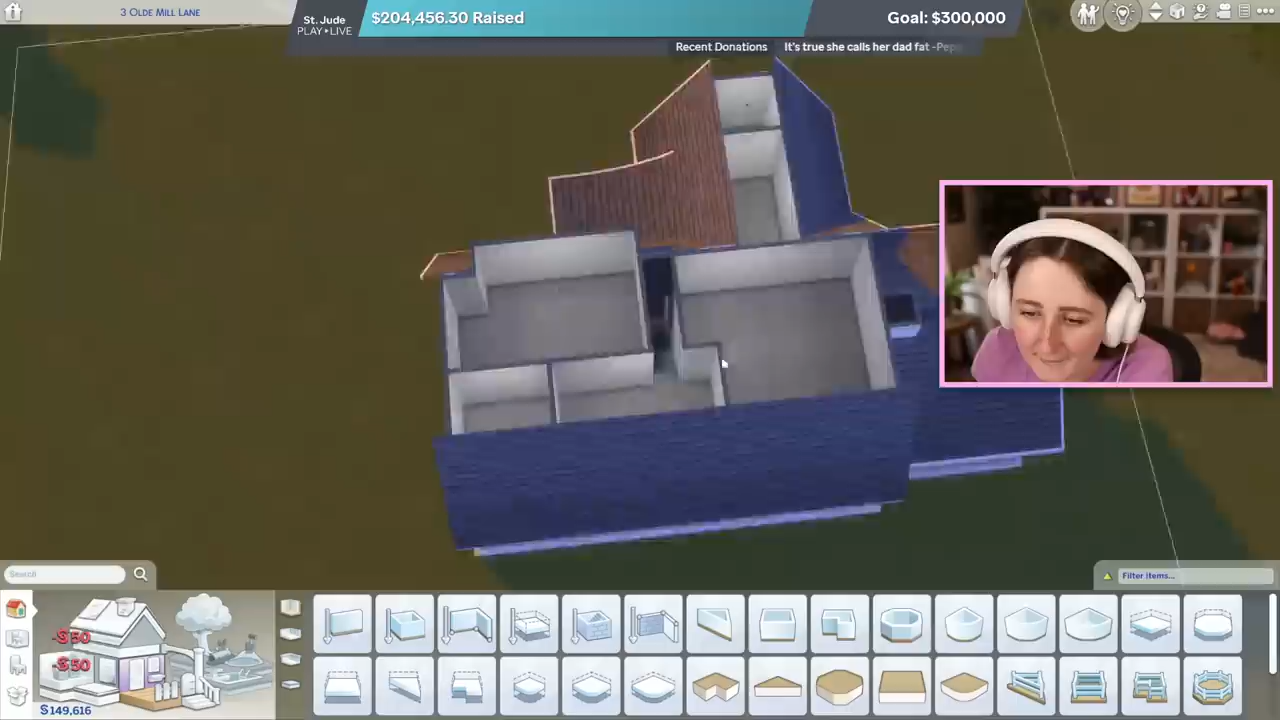 3 OLDE MILL LANE
St. Jude
PLAY LIVE
$204,456.30 Raised
Goal: $300,000
Recent Donations
It's true she calls her dad fat -Pep
Search
Filter items...
-§50
-§50
§149,616